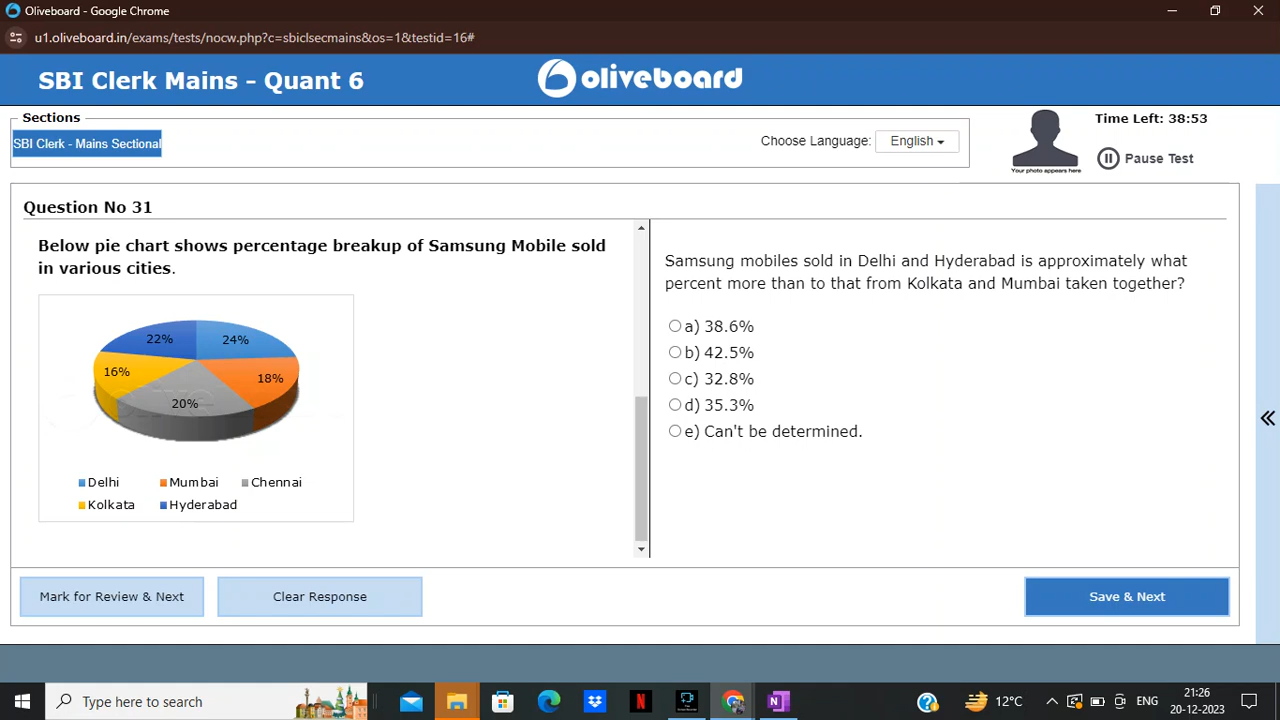 Oliveboard - Google Chrome
u1.oliveboard.in/exams/tests/nocw.php?c=sbiclsecmains&os=1&testid=16#
SBI Clerk Mains - Quant 6
oliveboard
Sections
SBI Clerk - Mains Sectional
Choose Language:
English
Your photo appears here
Time Left: 38:53
Pause Test
Question No 31
Below pie chart shows percentage breakup of Samsung Mobile sold
in various cities.
22%
24%
16%
18%
20%
Delhi
Mumbai
Chennai
Kolkata
Hyderabad
Samsung mobiles sold in Delhi and Hyderabad is approximately what
percent more than to that from Kolkata and Mumbai taken together?
a) 38.6%
b) 42.5%
c) 32.8%
d) 35.3%
e) Can't be determined.
Mark for Review & Next
Clear Response
Save & Next
Type here to search
12°C
ENG
21:26
20-12-2023